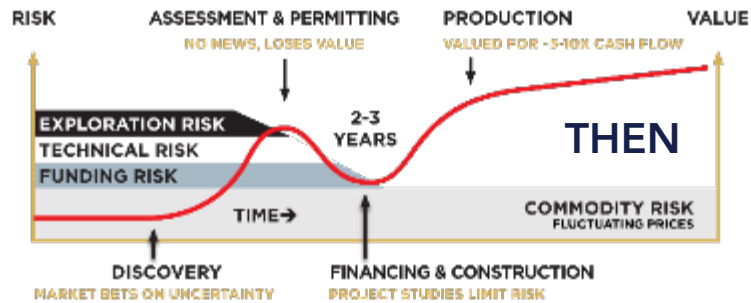 RISK
ASSESSMENT & PERMITTING
NO NEWS, LOSES VALUE
PRODUCTION
VALUED FOR ~5-10X CASH FLOW
VALUE
EXPLORATION RISK
TECHNICAL RISK
FUNDING RISK
2-3
YEARS
THEN
TIME→
COMMODITY RISK
FLUCTUATING PRICES
DISCOVERY
MARKET BETS ON UNCERTAINTY
FINANCING & CONSTRUCTION
PROJECT STUDIES LIMIT RISK